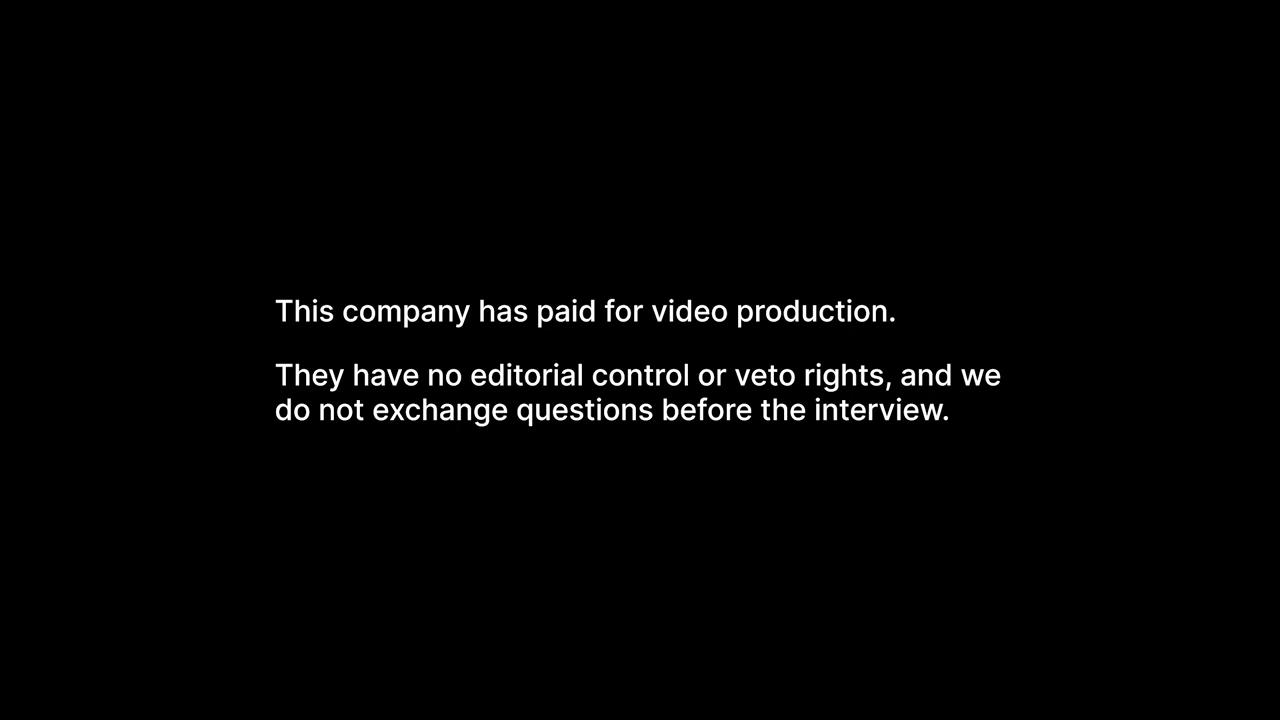 This company has paid for video production.
They have no editorial control or veto rights, and we
do not exchange questions before the interview.